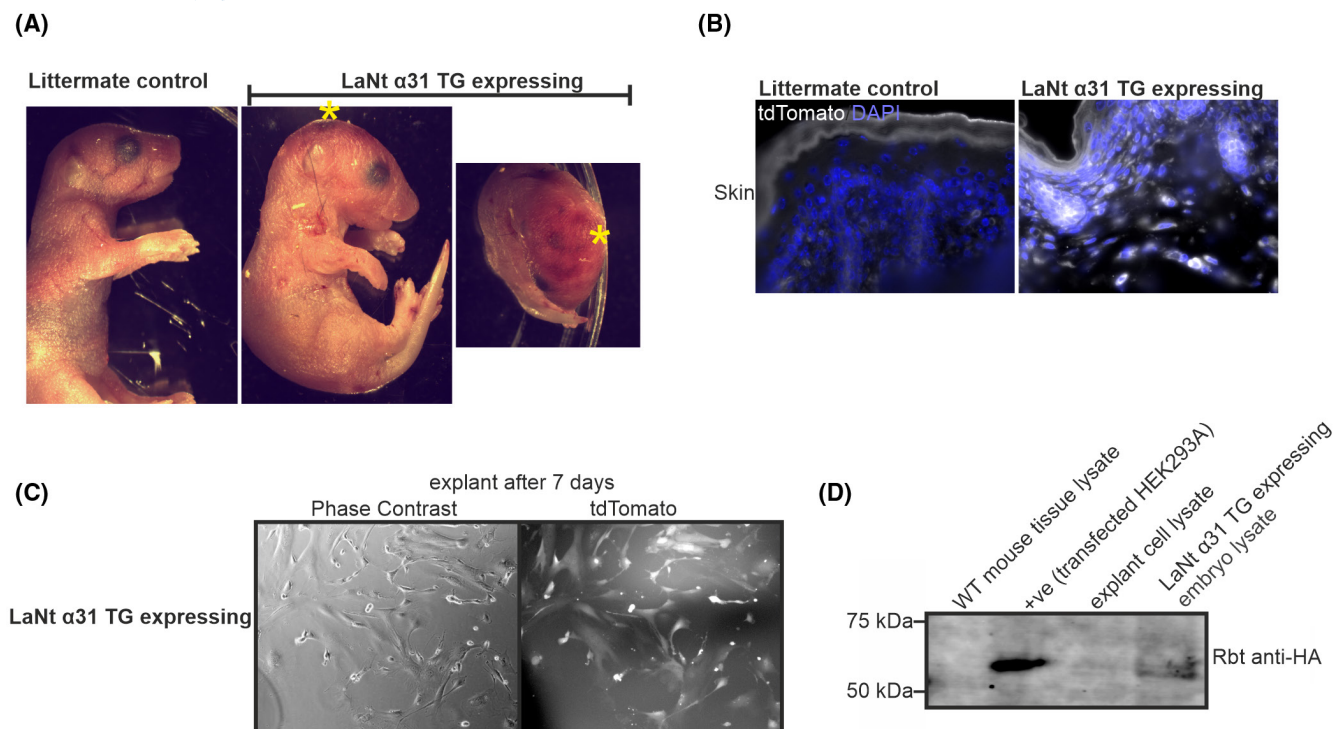 (A)
Littermate control
LaNt α31 TG expressing
*
*
(B)
Littermate control
LaNt α31 TG expressing
tdTomato DAPI
Skin
(C)
explant after 7 days
Phase Contrast
tdTomato
LaNt α31 TG expressing
(D)
WT mouse tissue lysate
+ve (transfected HEK293A)
explant cell lysate
LaNt α31 TG expressing
embryo lysate
75 kDa
50 kDa
Rbt anti-HA